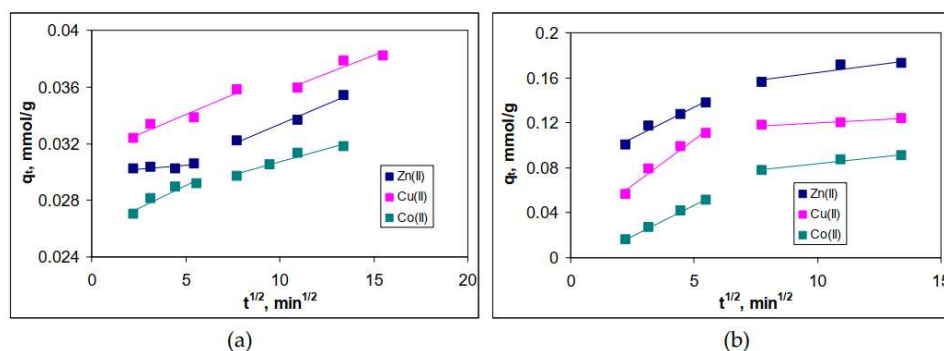 0.04
0.036
0.032
0.028
0.024
0
5
10
15
20
qt, mmol/g
t1/2, min1/2
Zn(II)
Cu(II)
Co(II)
(a)
0.2
0.16
0.12
0.08
0.04
0
0
5
10
15
qt, mmol/g
t1/2, min1/2
Zn(II)
Cu(II)
Co(II)
(b)